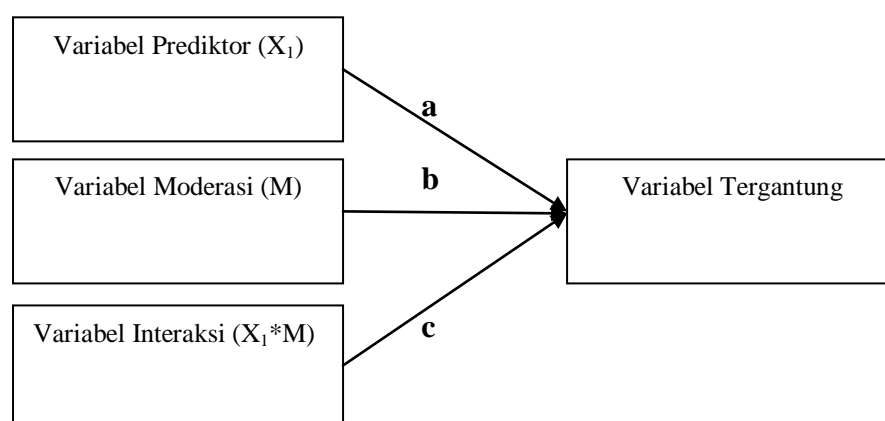 Variabel Prediktor (X₁)
a
Variabel Moderasi (M)
b
Variabel Tergantung
Variabel Interaksi (X₁*M)
c